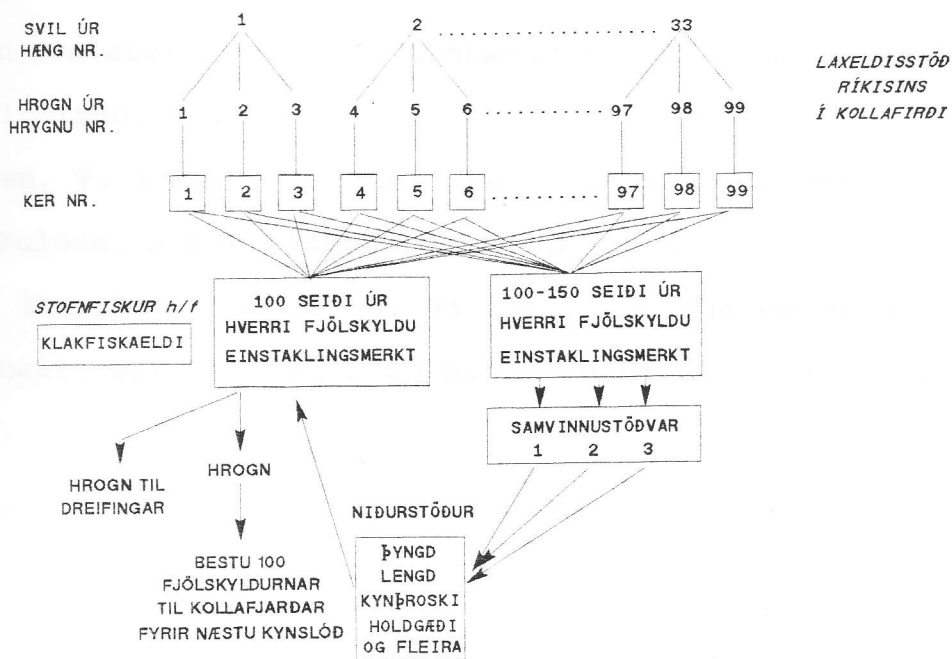 SVIL ÚR
HÆNG NR.
1 2 .......................... 33
LAXELDISSTÖÐ
RÍKISINS
Í KOLLAFIRÐI
HROGN ÚR
HRYGNU NR.
1 2 3 4 5 6 ............... 97 98 99
KER NR.
1 2 3 4 5 6 ............... 97 98 99
STOFNFISKUR h/f
KLAKFISKAELDI
100 SEIÐI ÚR
HVERRI FJÖLSKYLDU
EINSTAKLINGSMERKT
100-150 SEIÐI ÚR
HVERRI FJÖLSKYLDU
EINSTAKLINGSMERKT
SAMVINNUSTÖÐVAR
1 2 3
HROGN TIL
DREIFINGAR
HROGN
BESTU 100
FJÖLSKYLDURNAR
TIL KOLLAFJARÐAR
FYRIR NÆSTU KYNSLÓÐ
NIÐURSTÖÐUR
ÞYNGD
LENGD
KYNÞROSKI
HOLDGÆÐI
OG FLEIRA